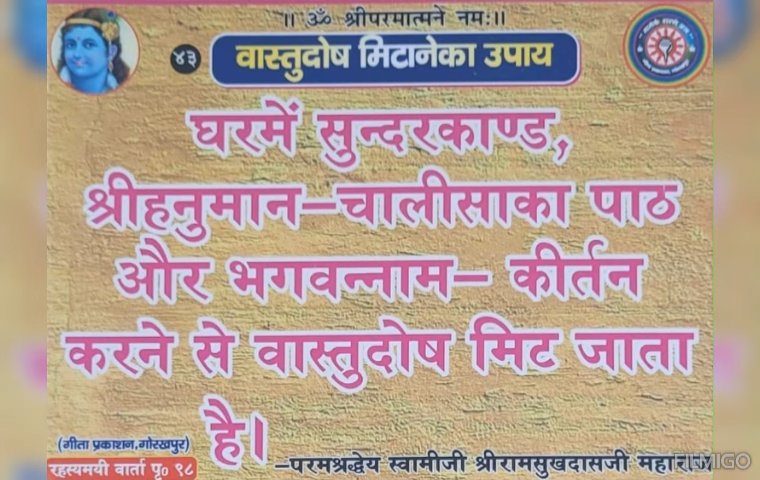 ॥ ॐ श्रीपरमात्मने नमः॥
४३ वास्तुदोष मिटानेका उपाय
घरमें सुन्दरकाण्ड,
श्रीहनुमान–चालीसाका पाठ
और भगवन्नाम– कीर्तन
करने से वास्तुदोष मिट जाता
है।
(गीता प्रकाशन,गोरखपुर)
रहस्यमयी वार्ता पृ० ९८
–परमश्रद्धेय स्वामीजी श्रीरामसुखदासजी महाराज
FILMIGO